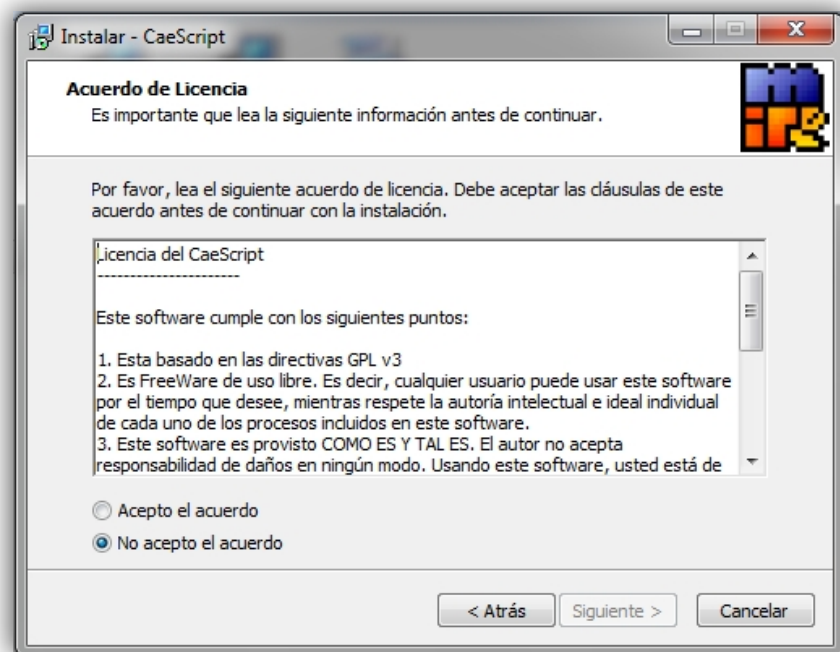 Instalar - CaeScript
Acuerdo de Licencia
Es importante que lea la siguiente información antes de continuar.
mIRC
Por favor, lea el siguiente acuerdo de licencia. Debe aceptar las cláusulas de este
acuerdo antes de continuar con la instalación.
Licencia del CaeScript
----------------------
Este software cumple con los siguientes puntos:
1. Esta basado en las directivas GPL v3
2. Es FreeWare de uso libre. Es decir, cualquier usuario puede usar este software
por el tiempo que desee, mientras respete la autoría intelectual e ideal individual
de cada uno de los procesos incluidos en este software.
3. Este software es provisto COMO ES Y TAL ES. El autor no acepta
responsabilidad de daños en ningún modo. Usando este software, usted está de
Acepto el acuerdo
No acepto el acuerdo
< Atrás
Siguiente >
Cancelar